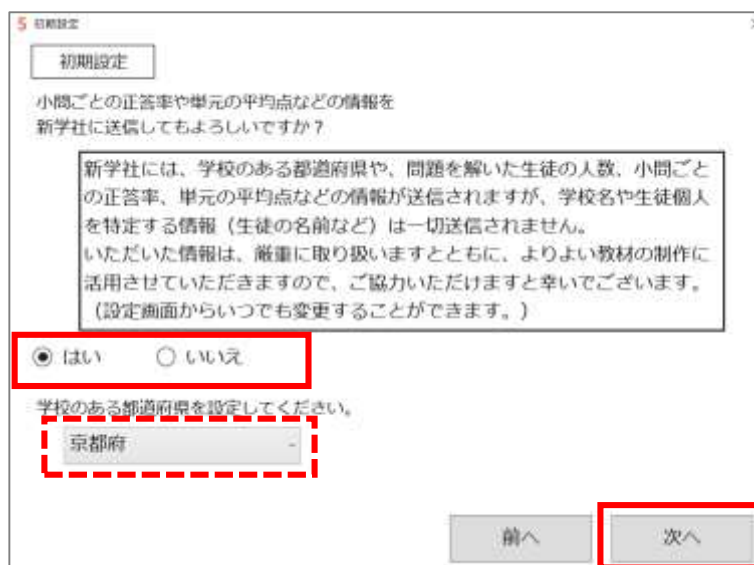 5 初期設定
初期設定
小問ごとの正答率や単元の平均点などの情報を
新学社に送信してもよろしいですか？
新学社には、学校のある都道府県や、問題を解いた生徒の人数、小問ごと
の正答率、単元の平均点などの情報が送信されますが、学校名や生徒個人
を特定する情報（生徒の名前など）は一切送信されません。
いただいた情報は、厳重に取り扱いますとともに、よりよい教材の制作に
活用させていただきますので、ご協力いただけますと幸いでございます。
（設定画面からいつでも変更することができます。）
はい いいえ
学校のある都道府県を設定してください。
京都府
前へ 次へ